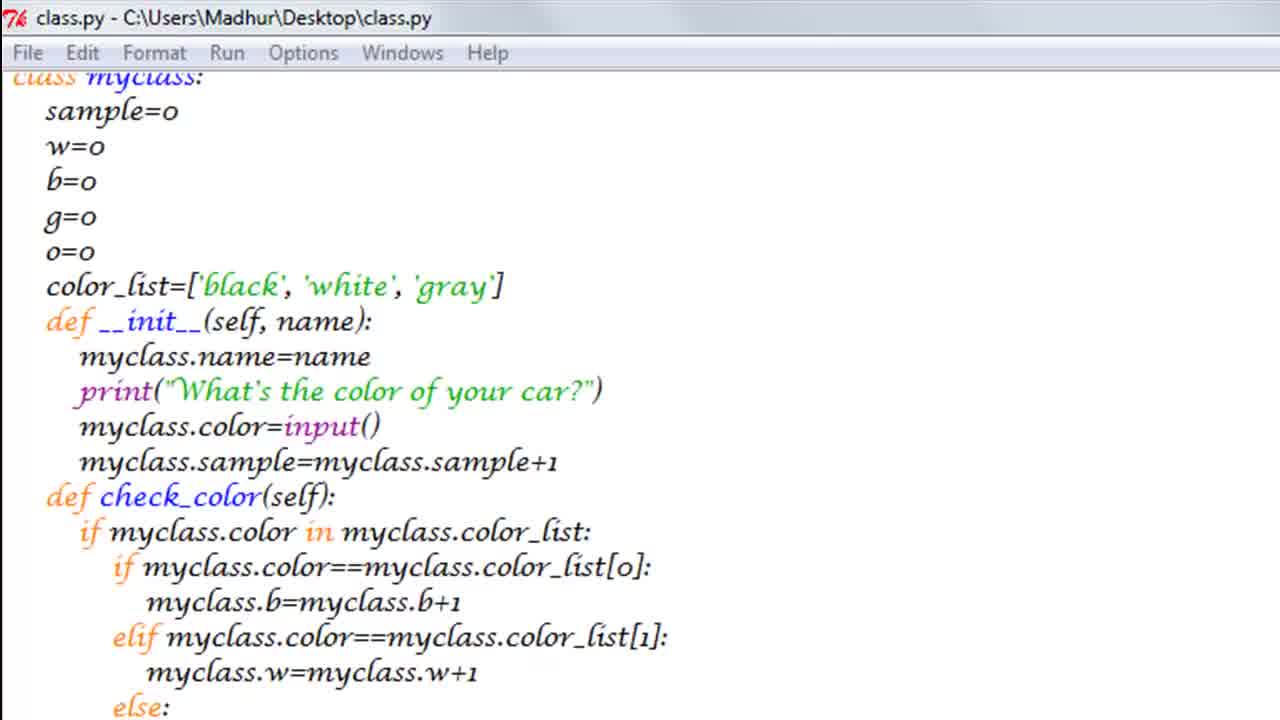 class.py - C:\Users\Madhur\Desktop\class.py
File Edit Format Run Options Windows Help
class myclass:
sample=0
w=0
b=0
g=0
o=0
color_list=['black', 'white', 'gray']
def __init__(self, name):
myclass.name=name
print("What's the color of your car?")
myclass.color=input()
myclass.sample=myclass.sample+1
def check_color(self):
if myclass.color in myclass.color_list:
if myclass.color==myclass.color_list[0]:
myclass.b=myclass.b+1
elif myclass.color==myclass.color_list[1]:
myclass.w=myclass.w+1
else: